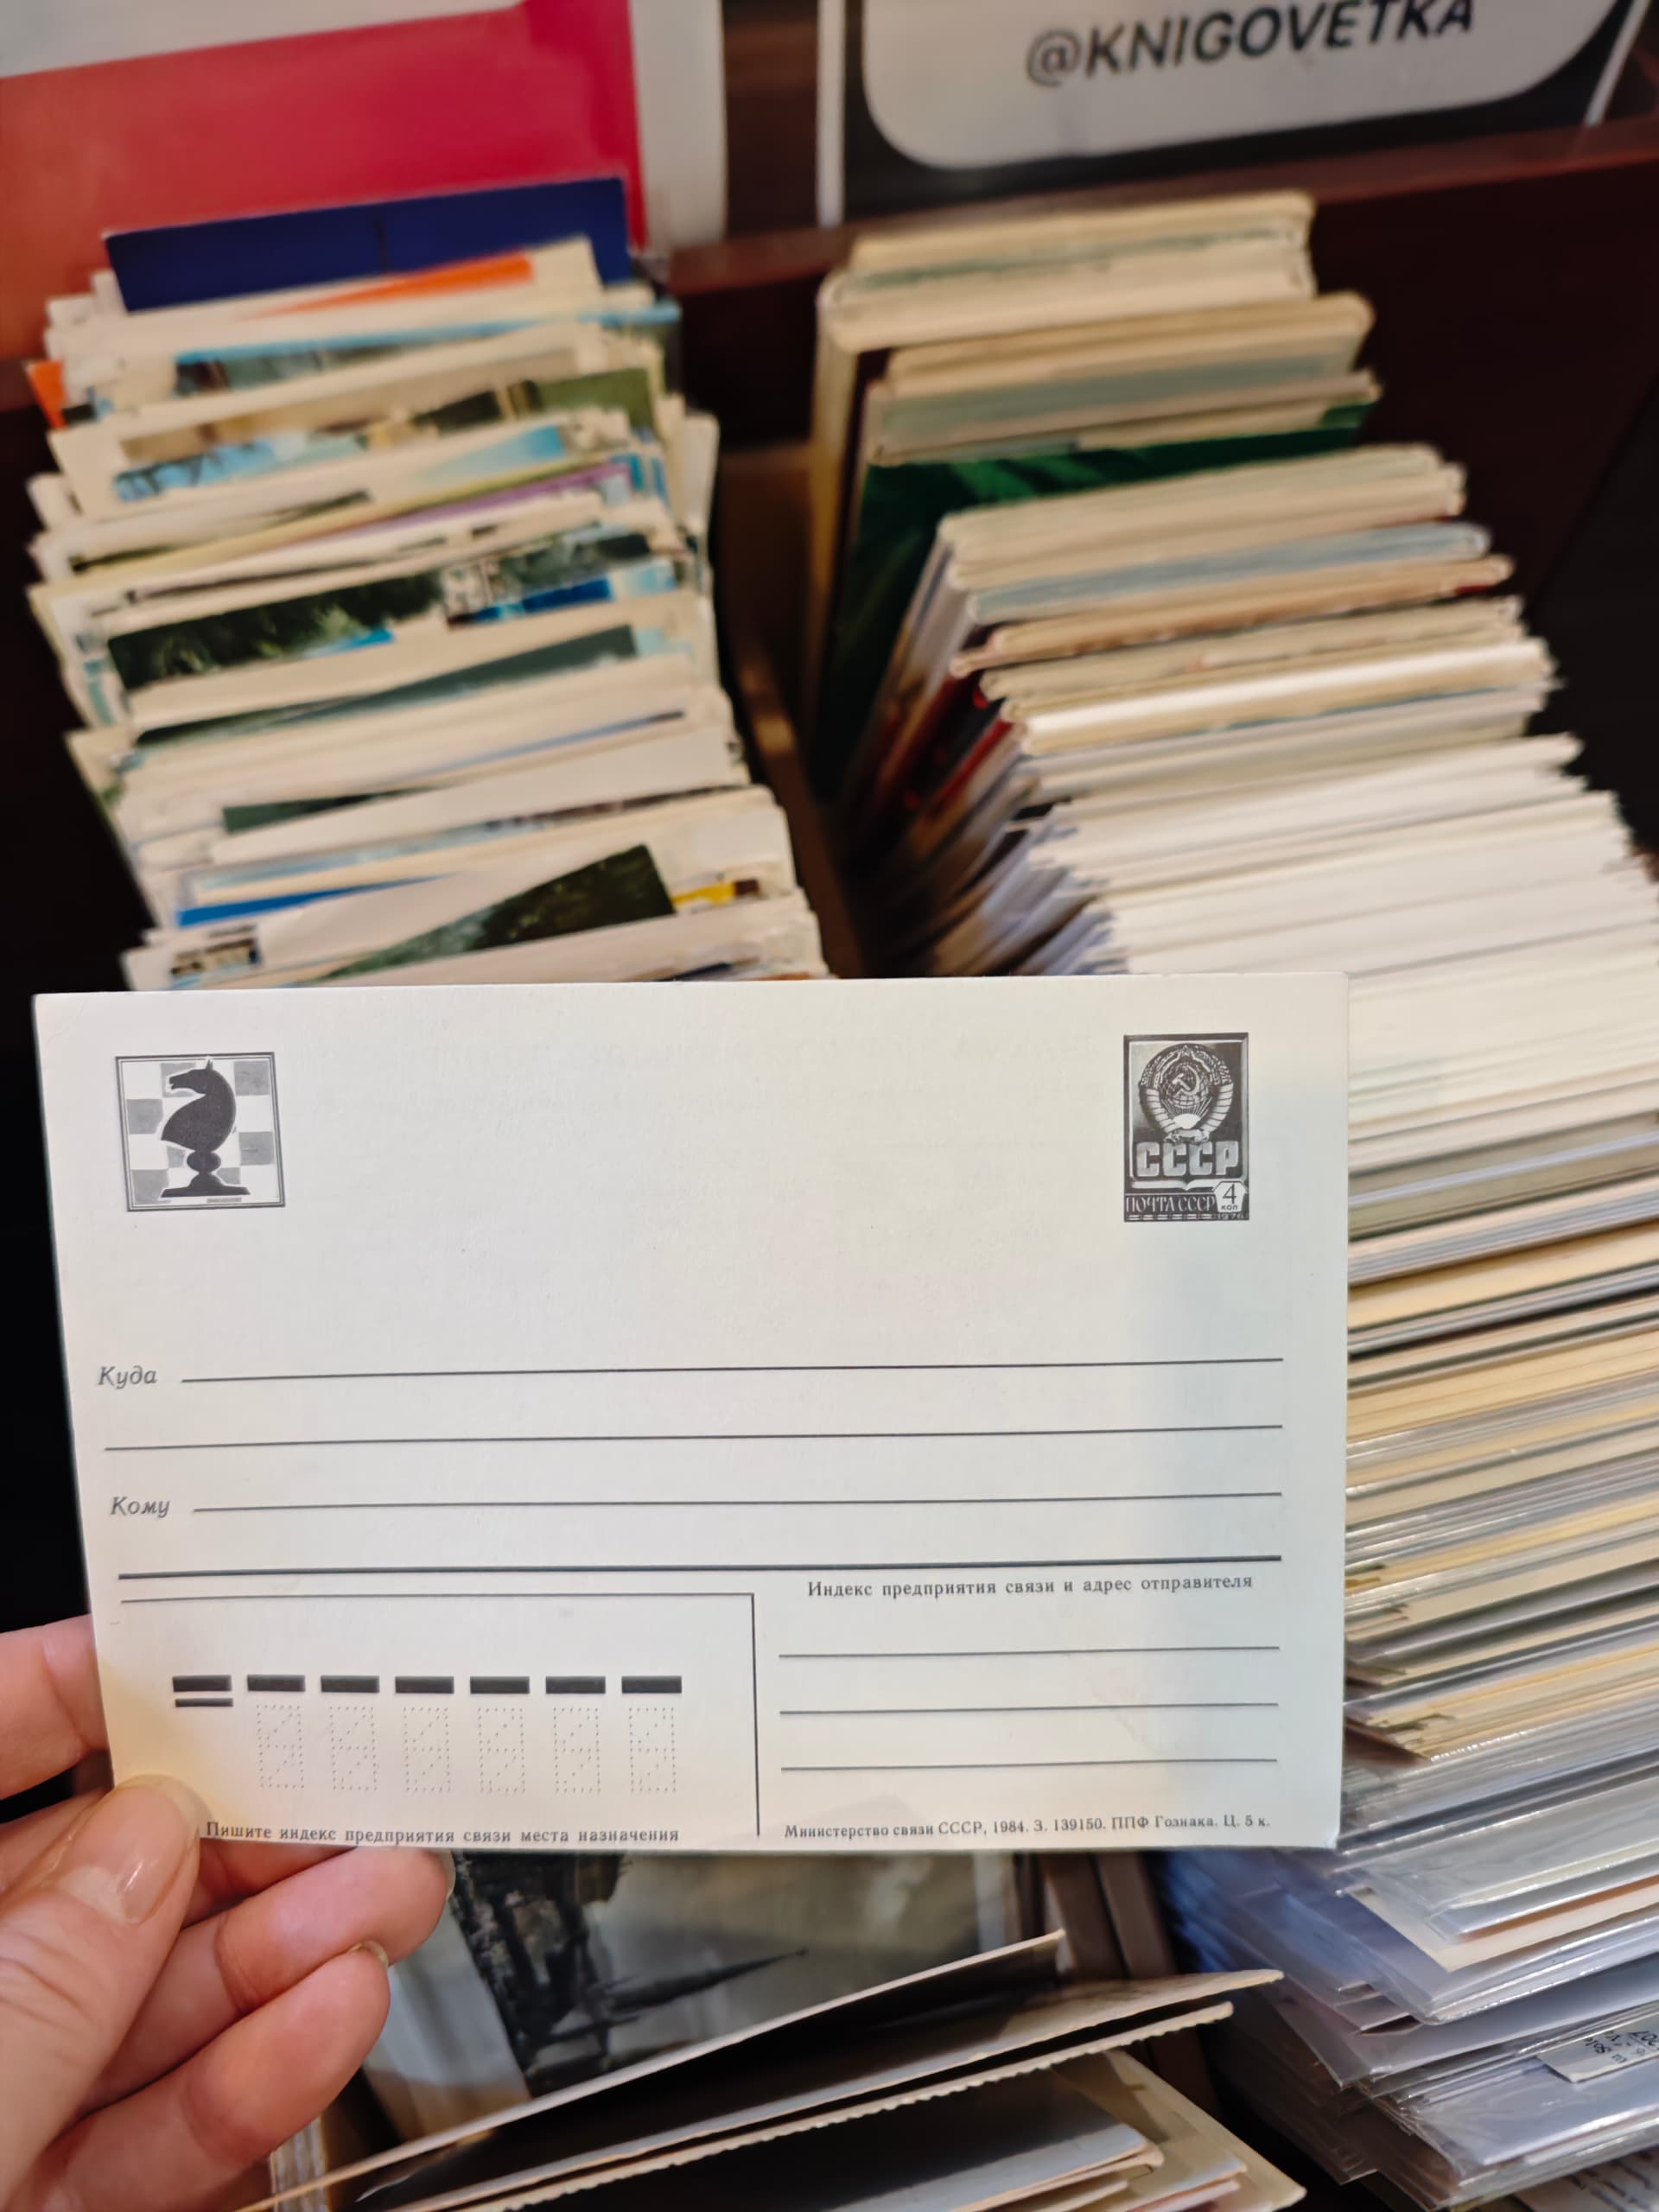 @KNIGOVETKA
СССР
ПОЧТА СССР 4 коп
1976
Куда
Кому
Индекс предприятия связи и адрес отправителя
Пишите индекс предприятия связи места назначения
Министерство связи СССР, 1984. З. 139150. ППФ Гознака. Ц. 5 к.